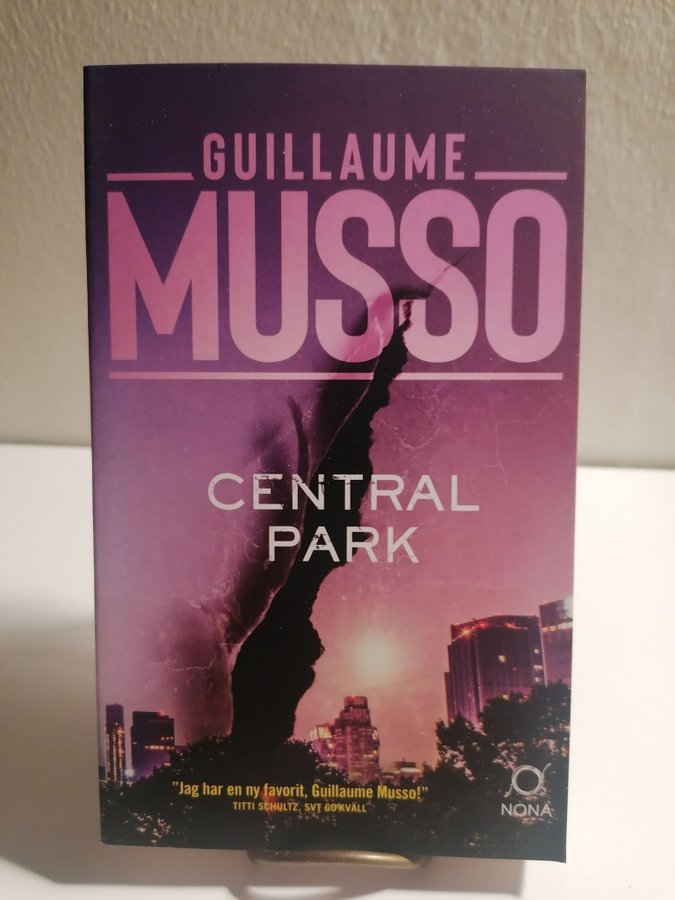 GUILLAUME
MUSSO
CENTRAL
PARK
"Jag har en ny favorit, Guillaume Musso!"
TITTI SCHULTZ, SVT GO'KVÄLL
NONA